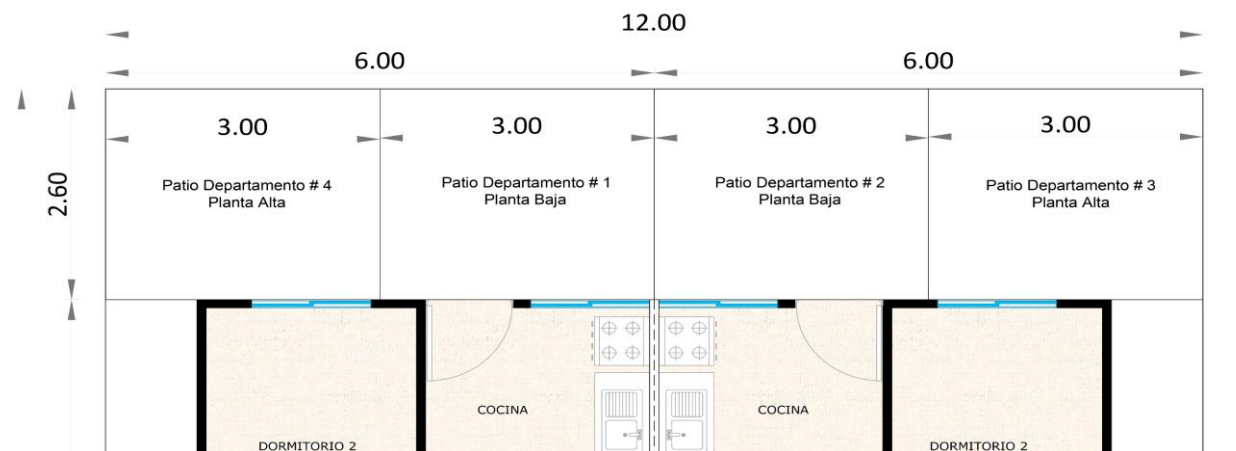 12.00
6.00
6.00
3.00
3.00
3.00
3.00
2.60
Patio Departamento # 4
Planta Alta
Patio Departamento # 1
Planta Baja
Patio Departamento # 2
Planta Baja
Patio Departamento # 3
Planta Alta
COCINA
COCINA
DORMITORIO 2
DORMITORIO 2